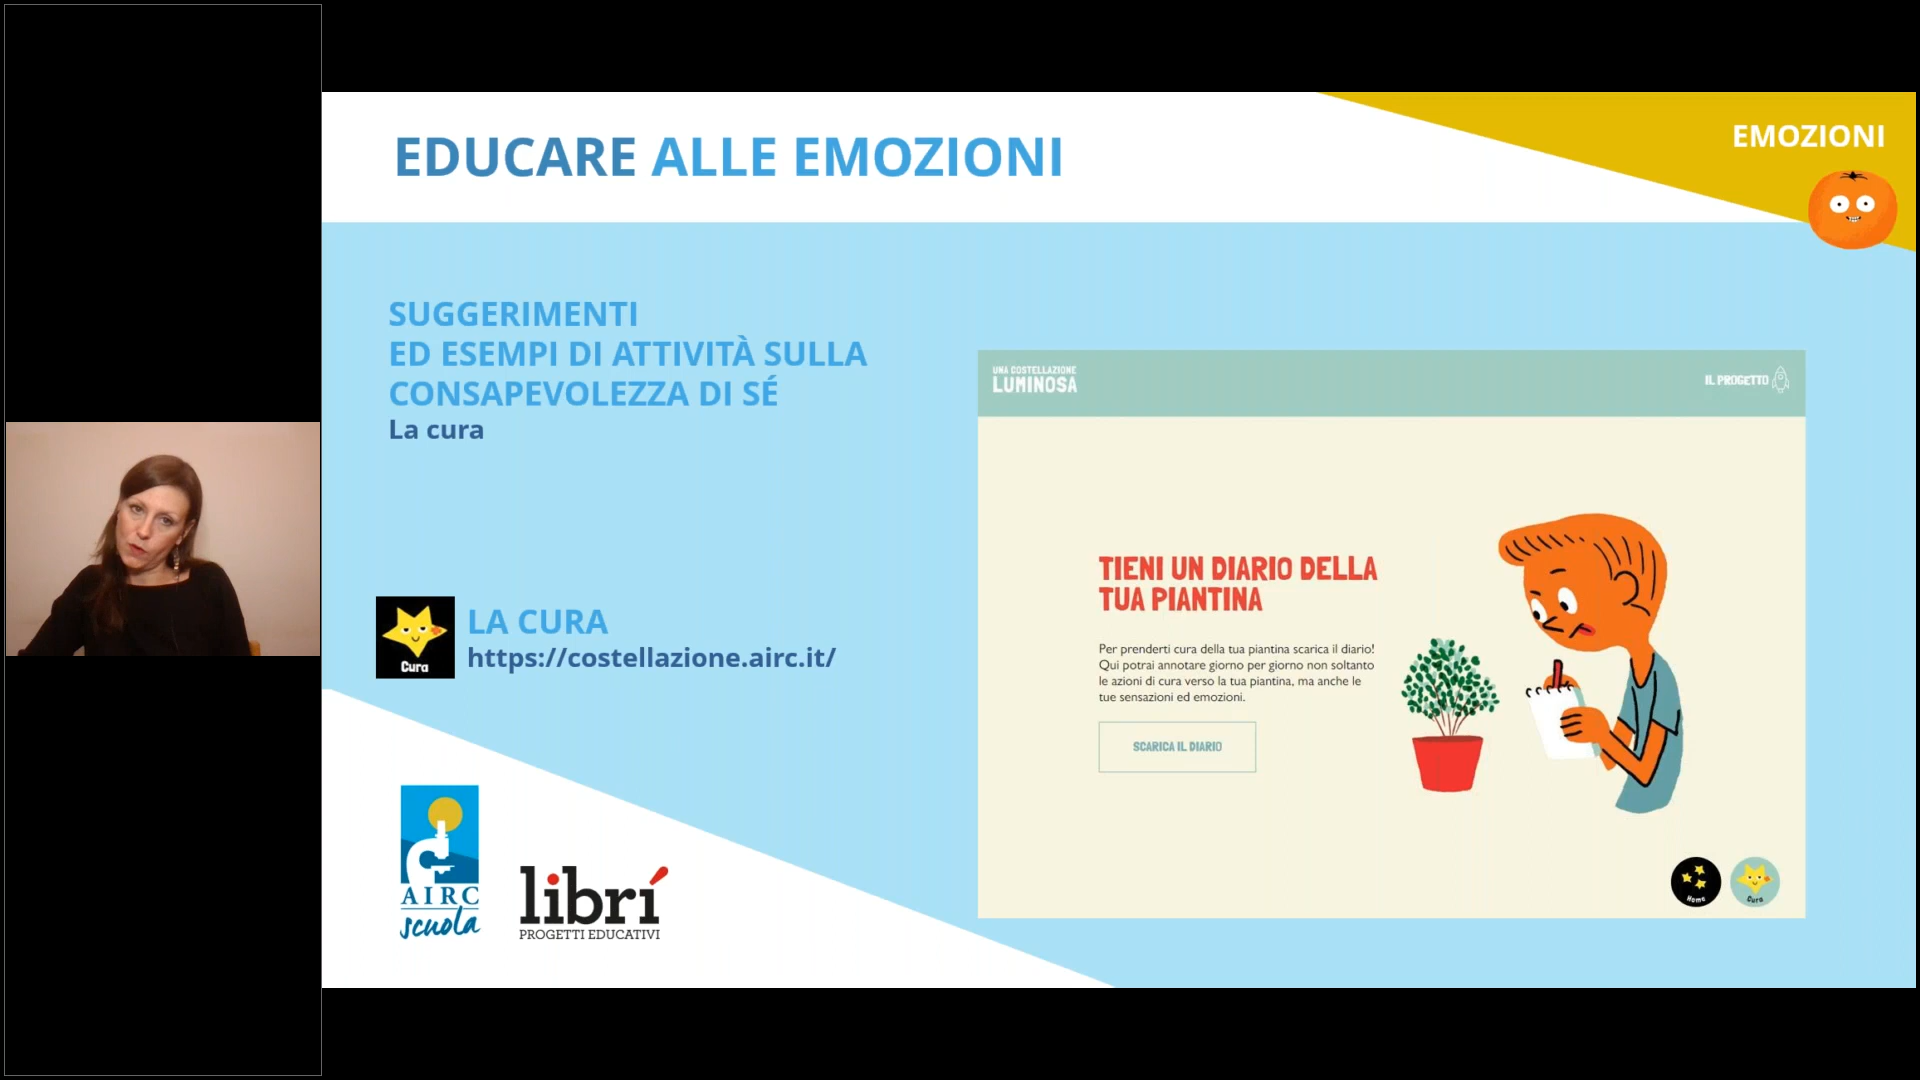 EDUCARE ALLE EMOZIONI
EMOZIONI
SUGGERIMENTI
ED ESEMPI DI ATTIVITÀ SULLA
CONSAPEVOLEZZA DI SÉ
La cura
Cura
LA CURA
https://costellazione.airc.it/
AIRC
scuola
librí
PROGETTI EDUCATIVI
UNA COSTELLAZIONE
LUMINOSA
IL PROGETTO
TIENI UN DIARIO DELLA
TUA PIANTINA
Per prenderti cura della tua piantina scarica il diario!
Qui potrai annotare giorno per giorno non soltanto
le azioni di cura verso la tua piantina, ma anche le
tue sensazioni ed emozioni.
SCARICA IL DIARIO
Home
Cura